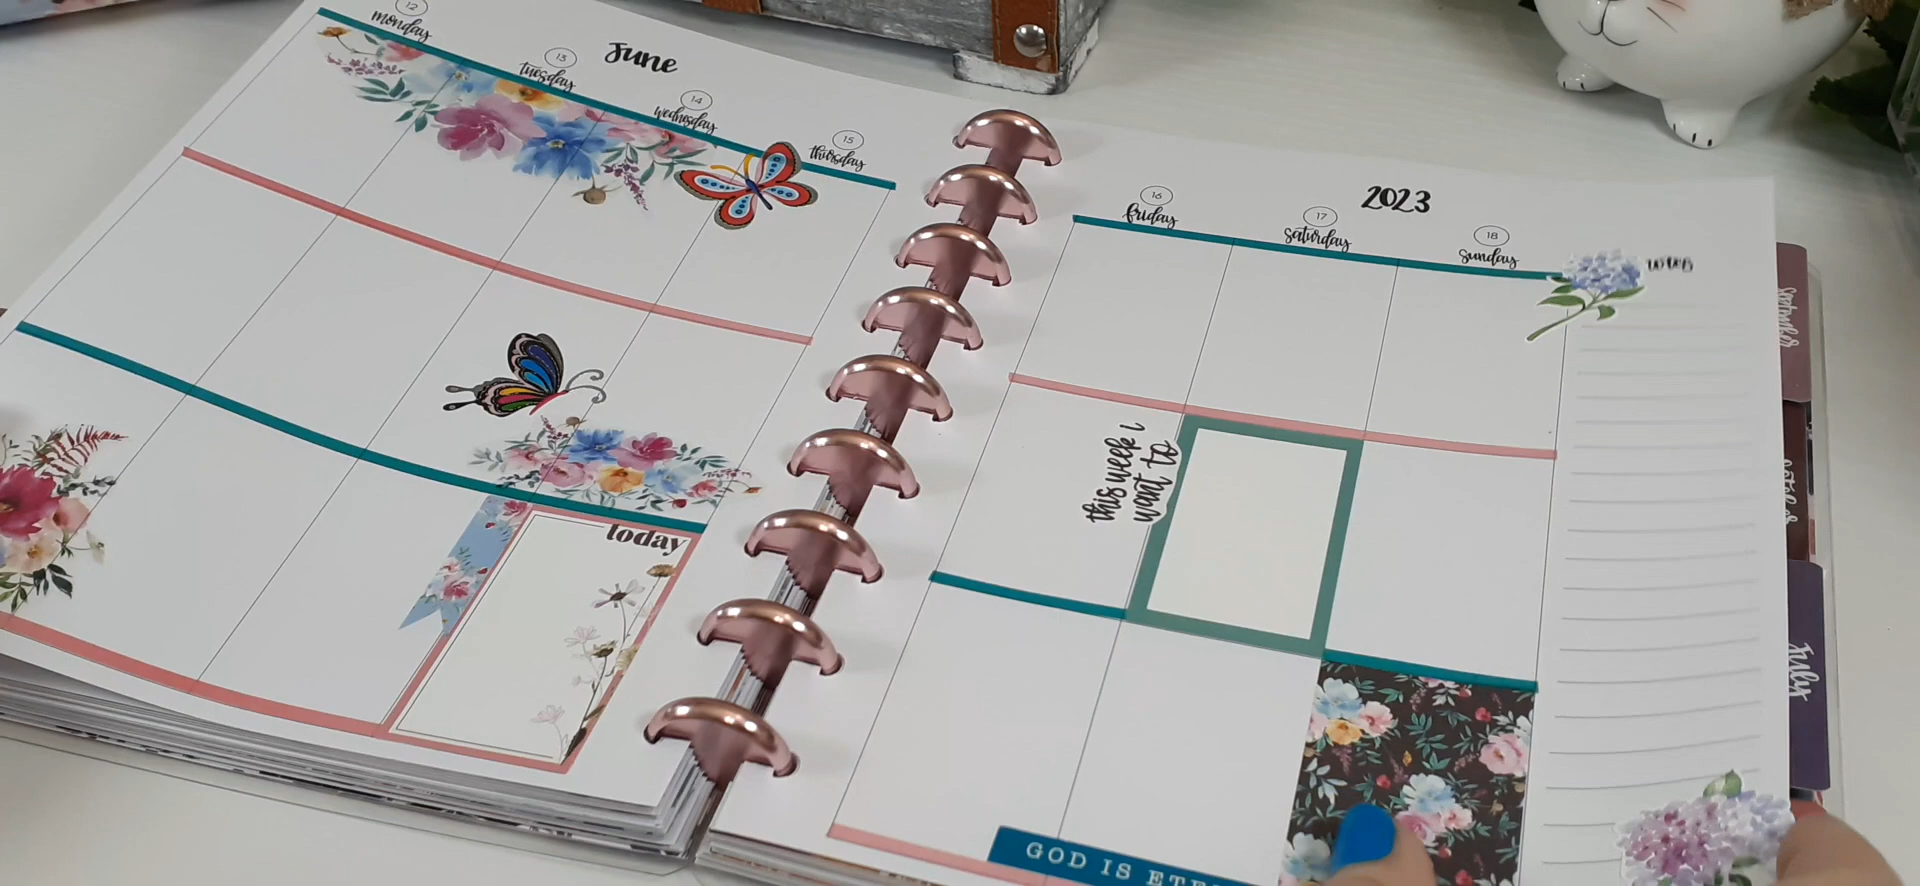 12
monday
13
tuesday
June
14
wednesday
15
thursday
today
2023
16
friday
17
saturday
18
sunday
this week i
want to
GOD IS
september
July